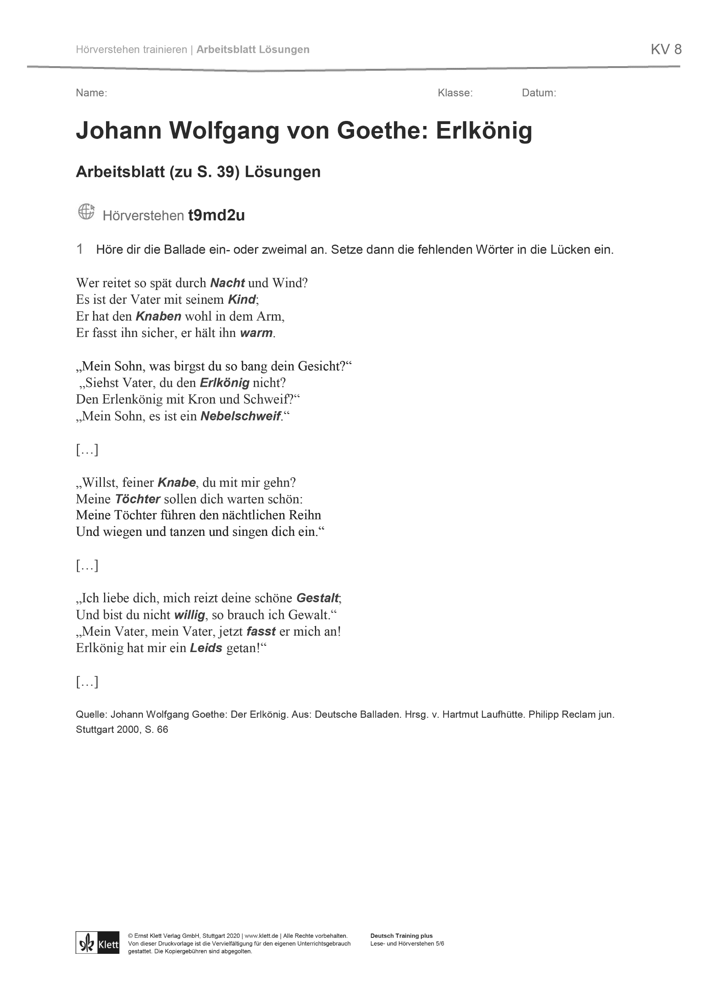 Hörverstehen trainieren | Arbeitsblatt Lösungen
KV 8
Name:
Klasse:
Datum:
Johann Wolfgang von Goethe: Erlkönig
Arbeitsblatt (zu S. 39) Lösungen
Hörverstehen t9md2u
1 Höre dir die Ballade ein- oder zweimal an. Setze dann die fehlenden Wörter in die Lücken ein.
Wer reitet so spät durch Nacht und Wind?
Es ist der Vater mit seinem Kind;
Er hat den Knaben wohl in dem Arm,
Er fasst ihn sicher, er hält ihn warm.
„Mein Sohn, was birgst du so bang dein Gesicht?“
„Siehst Vater, du den Erlkönig nicht?
Den Erlenkönig mit Kron und Schweif?“
„Mein Sohn, es ist ein Nebelschweif.“
[…]
„Willst, feiner Knabe, du mit mir gehn?
Meine Töchter sollen dich warten schön:
Meine Töchter führen den nächtlichen Reihn
Und wiegen und tanzen und singen dich ein.“
[…]
„Ich liebe dich, mich reizt deine schöne Gestalt;
Und bist du nicht willig, so brauch ich Gewalt.“
„Mein Vater, mein Vater, jetzt fasst er mich an!
Erlkönig hat mir ein Leids getan!“
[…]
Quelle: Johann Wolfgang Goethe: Der Erlkönig. Aus: Deutsche Balladen. Hrsg. v. Hartmut Laufhütte. Philipp Reclam jun.
Stuttgart 2000, S. 66
Klett
© Ernst Klett Verlag GmbH, Stuttgart 2020 | www.klett.de | Alle Rechte vorbehalten.
Von dieser Druckvorlage ist die Vervielfältigung für den eigenen Unterrichtsgebrauch
gestattet. Die Kopiergebühren sind abgegolten.
Deutsch Training plus
Lese- und Hörverstehen 5/6